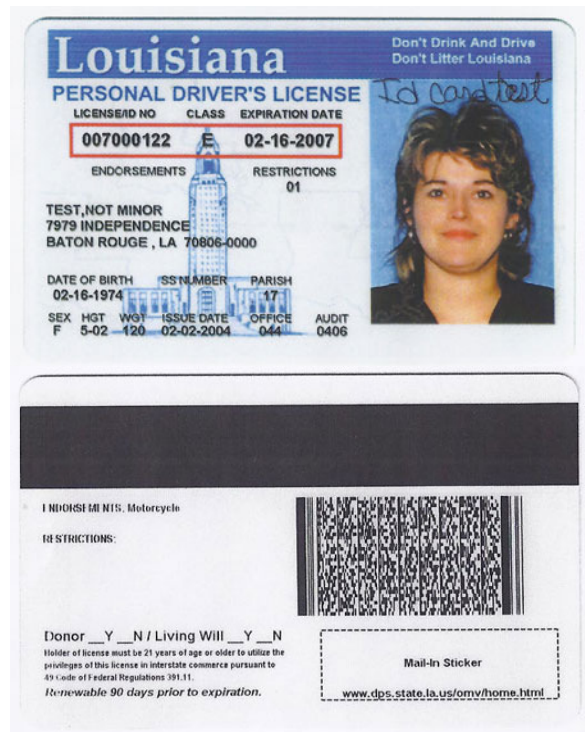 Louisiana
Don't Drink And Drive
Don't Litter Louisiana
PERSONAL DRIVER'S LICENSE
Id card test
LICENSE/ID NO CLASS EXPIRATION DATE
007000122 E 02-16-2007
ENDORSEMENTS RESTRICTIONS
01
TEST,NOT MINOR
7979 INDEPENDENCE
BATON ROUGE , LA 70806-0000
DATE OF BIRTH SS NUMBER PARISH
02-16-1974 17
SEX HGT WGT ISSUE DATE OFFICE AUDIT
F 5-02 120 02-02-2004 044 0406
ENDORSEMENTS: Motorcycle
RESTRICTIONS:
Donor __Y __N / Living Will __Y __N
Holder of license must be 21 years of age or older to utilize the
privileges of this license in interstate commerce pursuant to
49 Code of Federal Regulations 391.11.
Renewable 90 days prior to expiration.
Mail-In Sticker
www.dps.state.la.us/omv/home.html